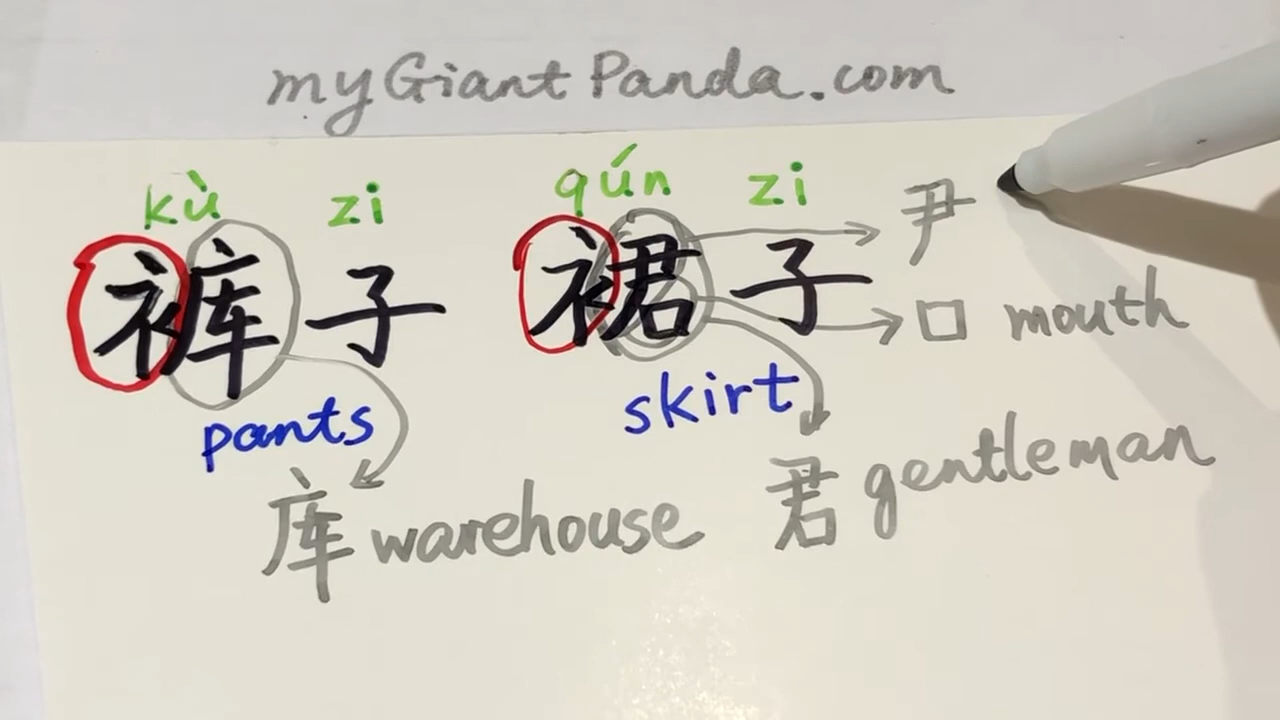 myGiantPanda.com
kù zi qún zi 尹
裤子 裙子 口 mouth
pants skirt
库 warehouse 君 gentleman